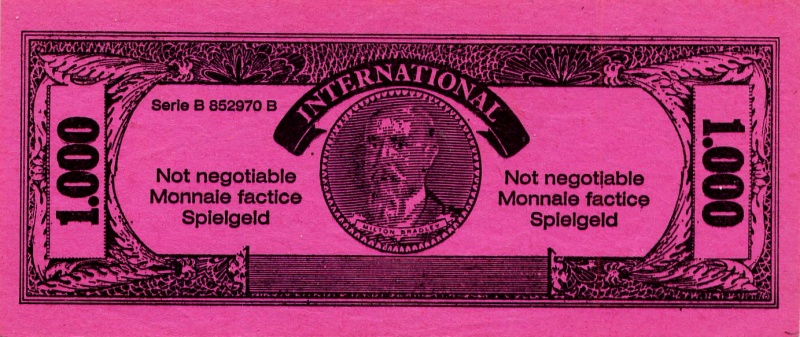 INTERNATIONAL
Serie B 852970 B
1.000
Not negotiable
Monnaie factice
Spielgeld
MILTON BRADLEY
Not negotiable
Monnaie factice
Spielgeld
1.000